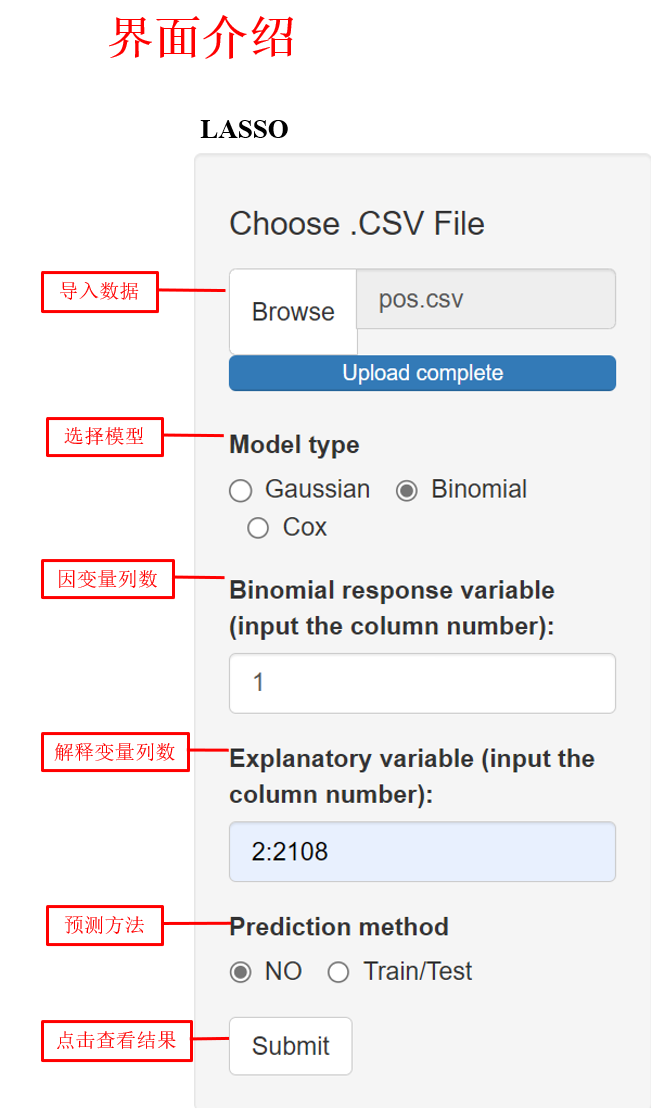 界面介绍
LASSO
Choose .CSV File
导入数据
Browse
pos.csv
Upload complete
选择模型
Model type
Gaussian
Binomial
Cox
因变量列数
Binomial response variable
(input the column number):
1
解释变量列数
Explanatory variable (input the
column number):
2:2108
预测方法
Prediction method
NO
Train/Test
点击查看结果
Submit